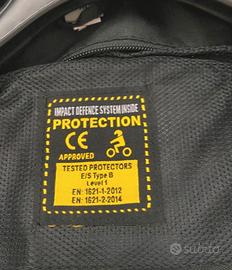 IMPACT DEFENCE SYSTEM INSIDE
PROTECTION
CE
APPROVED
TESTED PROTECTORS
E/S Type B
Level 1
EN: 1621-1-2012
EN: 1621-2-2014
subito